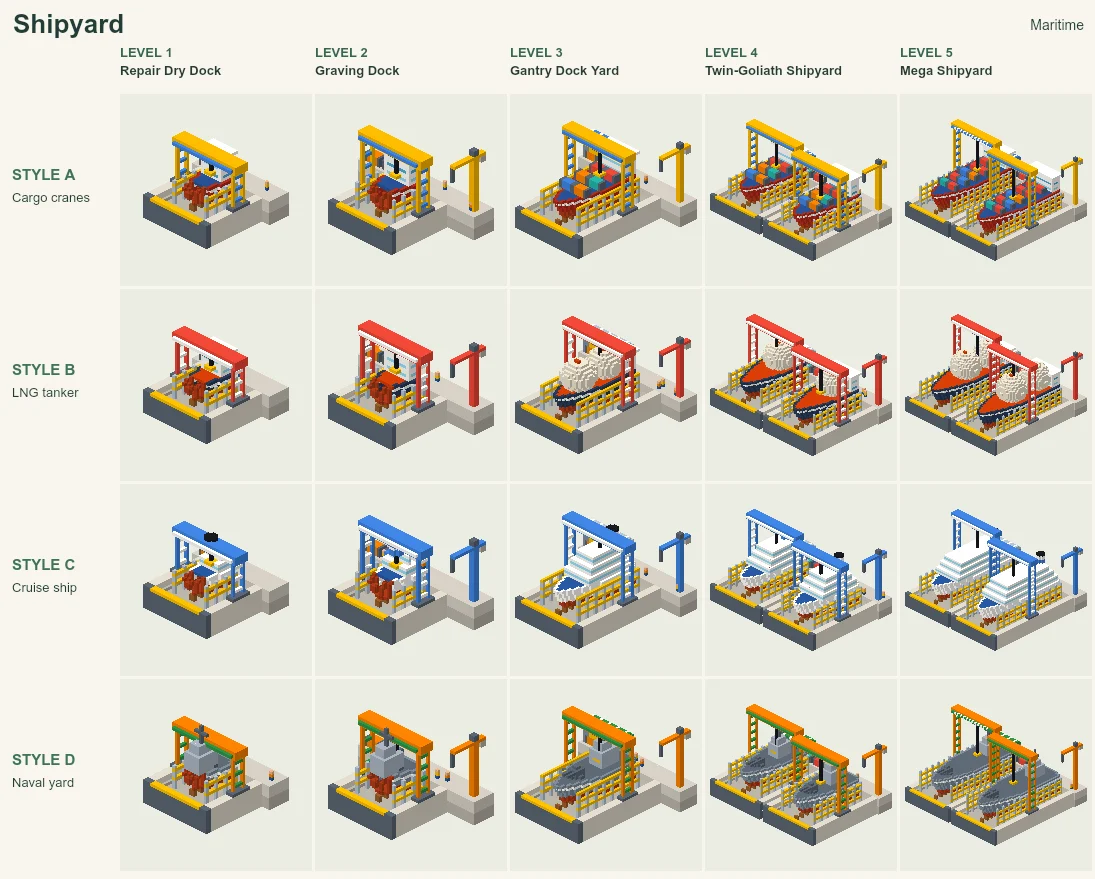 Shipyard
Maritime
LEVEL 1
Repair Dry Dock
LEVEL 2
Graving Dock
LEVEL 3
Gantry Dock Yard
LEVEL 4
Twin-Goliath Shipyard
LEVEL 5
Mega Shipyard
STYLE A
Cargo cranes
STYLE B
LNG tanker
STYLE C
Cruise ship
STYLE D
Naval yard